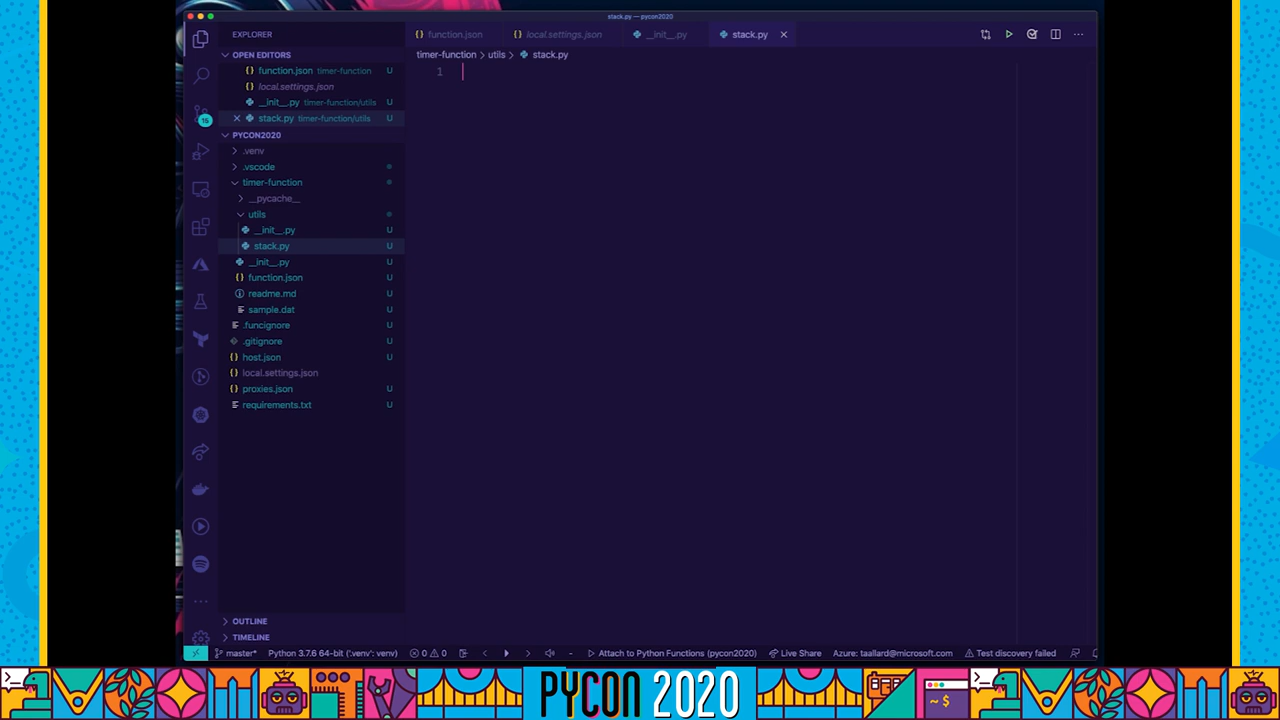 stack.py — pycon2020
EXPLORER
function.json
local.settings.json
__init__.py
stack.py
OPEN EDITORS
timer-function > utils > stack.py
function.json timer-function U
1
local.settings.json
__init__.py timer-function/utils U
stack.py timer-function/utils U
15
PYCON2020
.venv
.vscode
timer-function
__pycache__
utils
__init__.py U
stack.py U
__init__.py U
function.json U
readme.md U
sample.dat U
.funcignore U
.gitignore U
host.json U
local.settings.json
proxies.json U
requirements.txt U
OUTLINE
TIMELINE
master* Python 3.7.6 64-bit ('.venv': venv) 0 0 Attach to Python Functions (pycon2020) Live Share Azure: taallard@microsoft.com Test discovery failed
PYCON 2020
~$